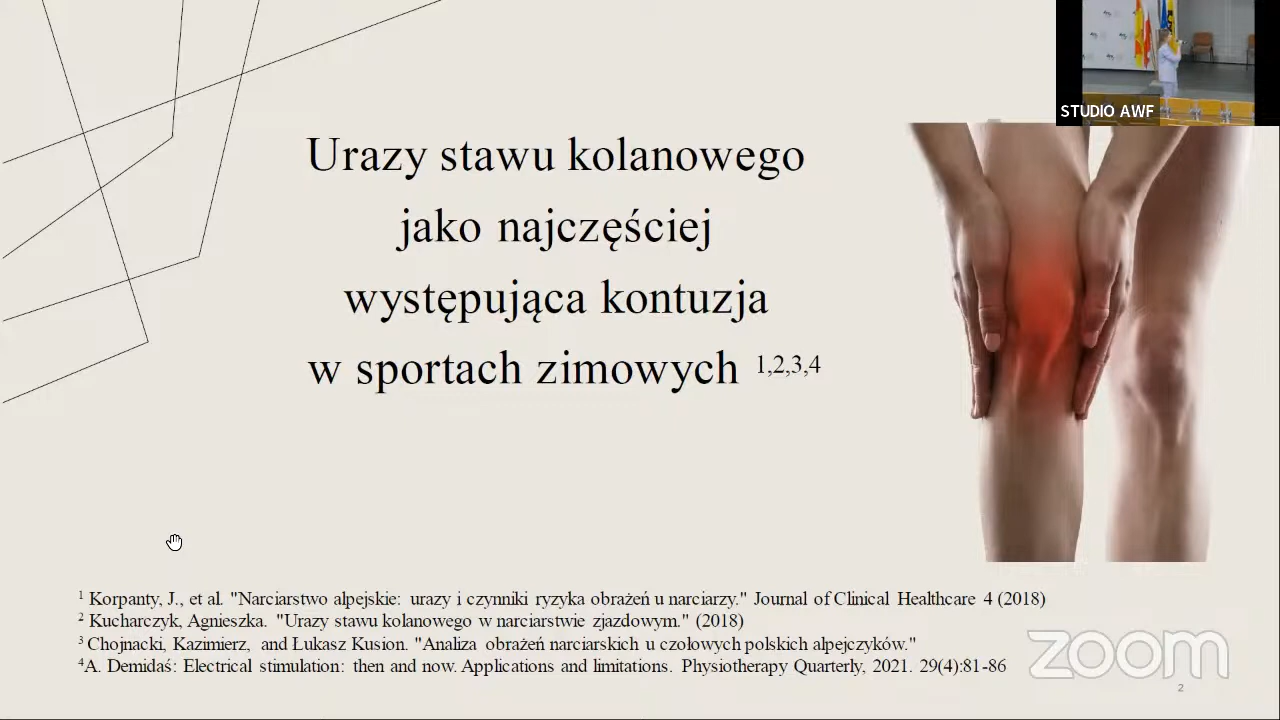 STUDIO AWF
Urazy stawu kolanowego
jako najczęściej
występująca kontuzja
w sportach zimowych 1,2,3,4
1 Korpanty, J., et al. "Narciarstwo alpejskie: urazy i czynniki ryzyka obrażeń u narciarzy." Journal of Clinical Healthcare 4 (2018)
2 Kucharczyk, Agnieszka. "Urazy stawu kolanowego w narciarstwie zjazdowym." (2018)
3 Chojnacki, Kazimierz, and Łukasz Kusion. "Analiza obrażeń narciarskich u czołowych polskich alpejczyków."
4A. Demidaś: Electrical stimulation: then and now. Applications and limitations. Physiotherapy Quarterly, 2021. 29(4):81-86
zoom
2